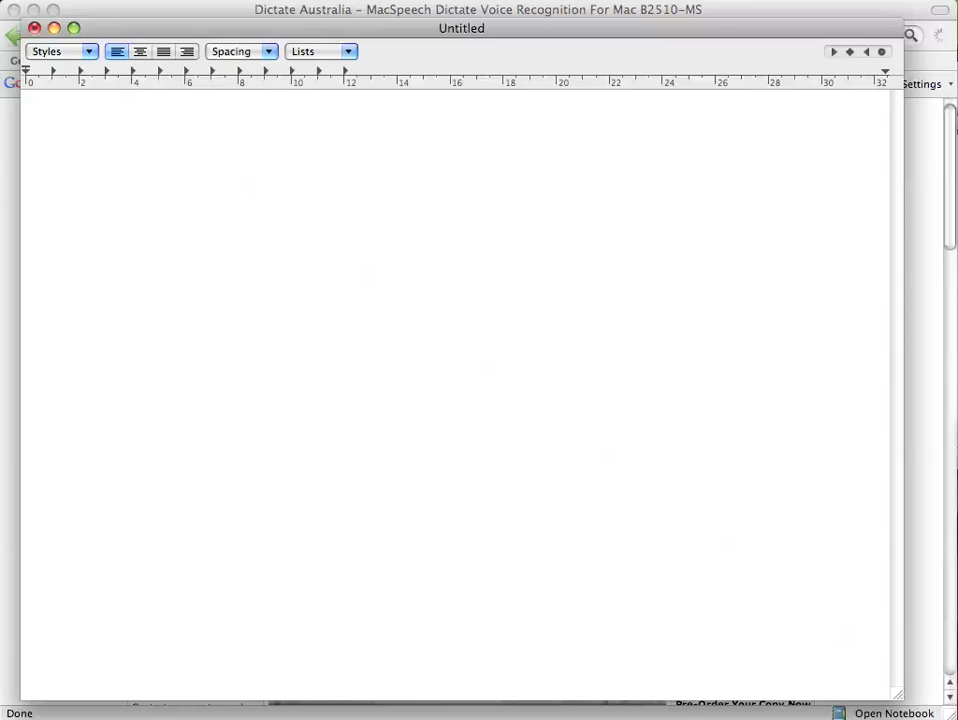 Dictate Australia - MacSpeech Dictate Voice Recognition For Mac B2510-MS
Untitled
Styles Spacing Lists
0 2 4 6 8 10 12 14 16 18 20 22 24 26 28 30 32
Settings
Pre-Order Your Copy Now
Done Open Notebook